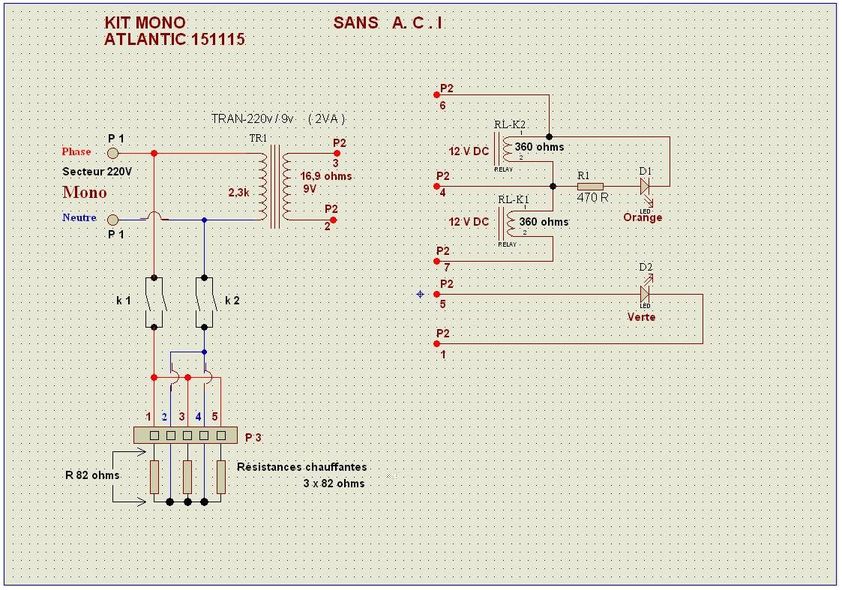 KIT MONO
SANS A. C. I
ATLANTIC 151115
TRAN-220v / 9v ( 2VA )
TR1
P 1
Phase
Secteur 220V
Mono
Neutre
P 1
2,3k
16,9 ohms
9V
P2
3
P2
2
P2
6
RL-K2
1
12 V DC
360 ohms
2
RELAY
P2
4
R1
470 R
D1
LED
Orange
RL-K1
12 V DC
360 ohms
2
RELAY
P2
7
P2
5
D2
LED
Verte
P2
1
k 1
k 2
1 2 3 4 5
P 3
R 82 ohms
Résistances chauffantes
3 x 82 ohms